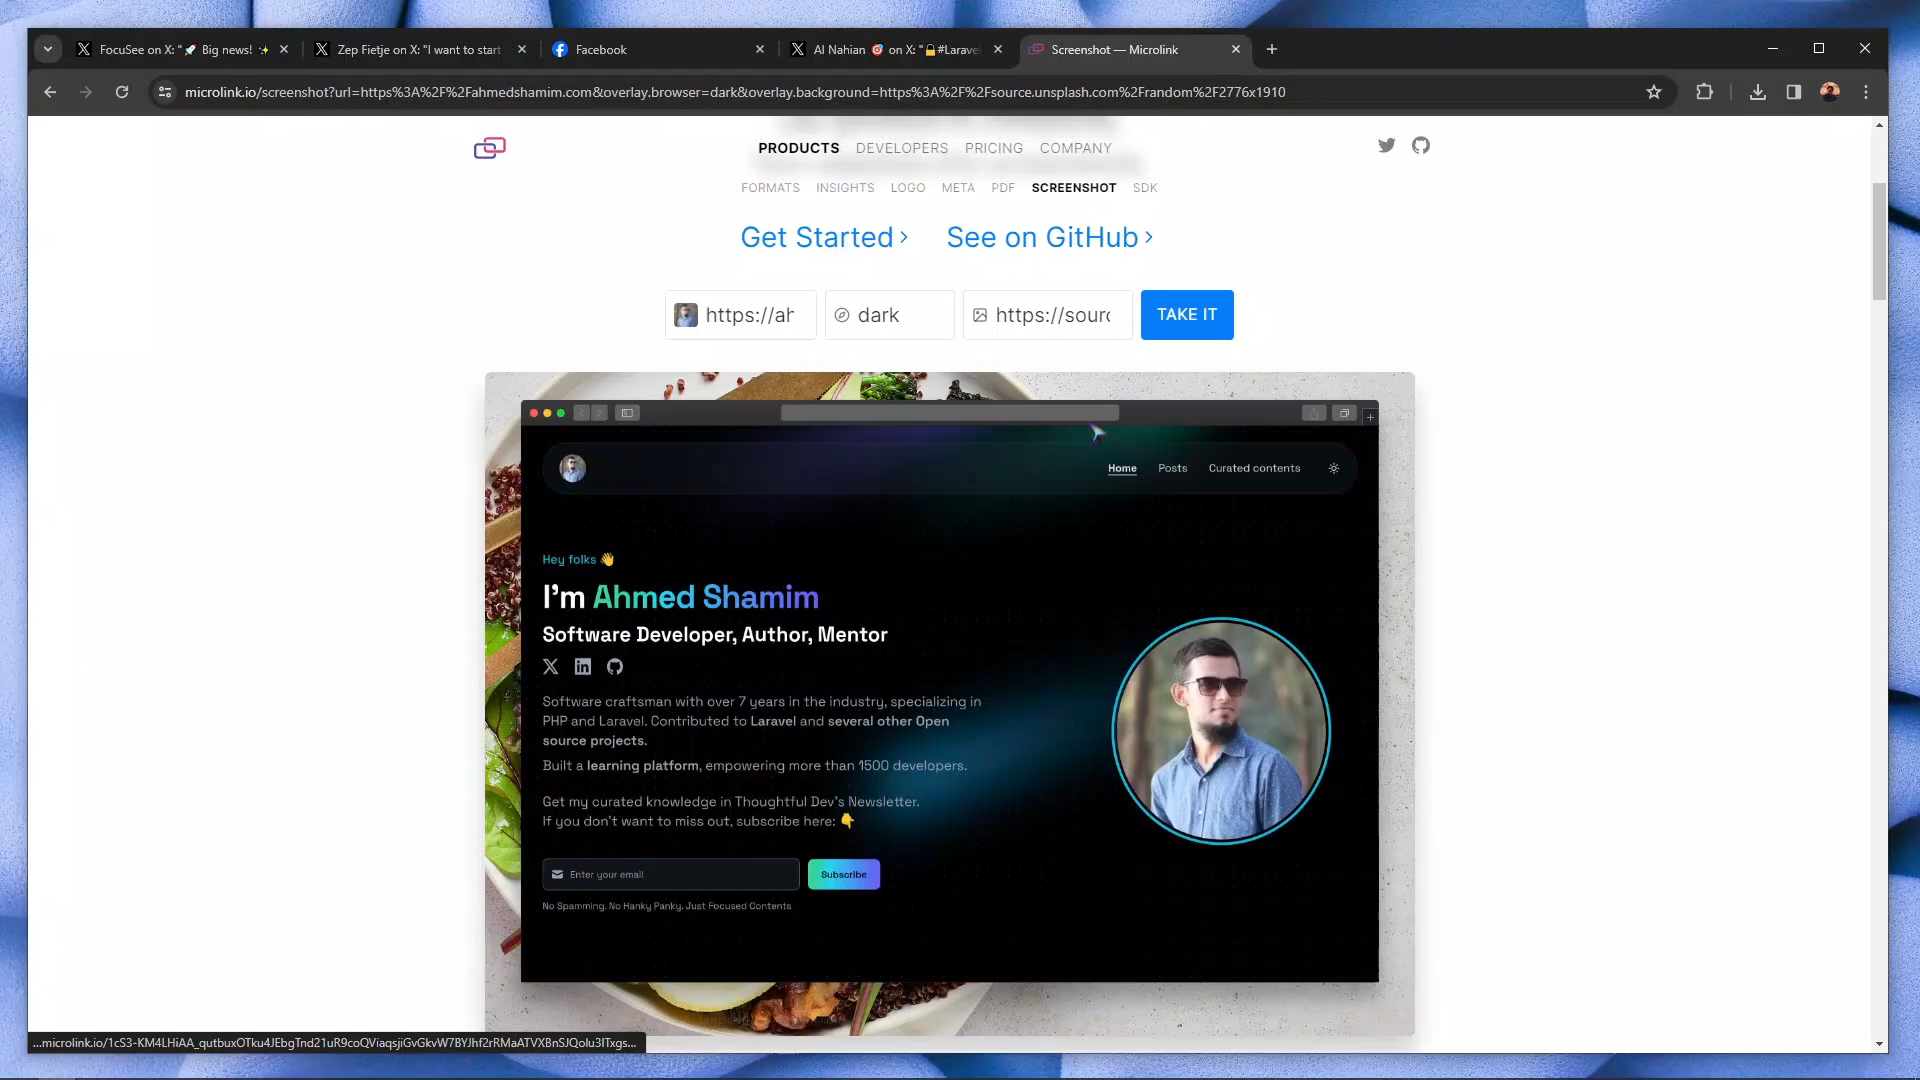 FocuSee on X: "🚀 Big news! ✨
Zep Fietje on X: "I want to start
Facebook
Al Nahian 🎯 on X: "🔒#Larave
Screenshot — Microlink
microlink.io/screenshot?url=https%3A%2F%2Fahmedshamim.com&overlay.browser=dark&overlay.background=https%3A%2F%2Fsource.unsplash.com%2Frandom%2F2776x1910
PRODUCTS DEVELOPERS PRICING COMPANY
FORMATS INSIGHTS LOGO META PDF SCREENSHOT SDK
Get Started › See on GitHub ›
https://ah dark https://sourc TAKE IT
Home Posts Curated contents
Hey folks 👋
I'm Ahmed Shamim
Software Developer, Author, Mentor
Software craftsman with over 7 years in the industry, specializing in
PHP and Laravel. Contributed to Laravel and several other Open
source projects.
Built a learning platform, empowering more than 1500 developers.
Get my curated knowledge in Thoughtful Dev's Newsletter.
If you don't want to miss out, subscribe here: 👇
Enter your email Subscribe
No Spamming. No Hanky Panky. Just Focused Contents